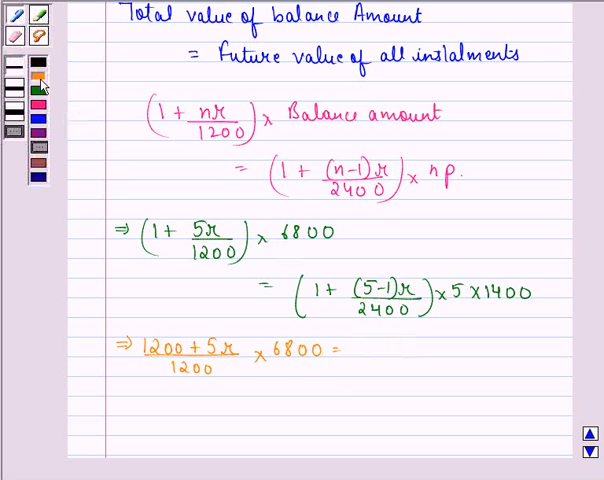 Total value of balance Amount
= Future value of all instalments
(1 + nr/1200) × Balance amount
= (1 + (n-1)r/2400) × np.
⇒ (1 + 5r/1200) × 6800
= (1 + (5-1)r/2400) × 5 × 1400
⇒ 1200 + 5r/1200 × 6800 =